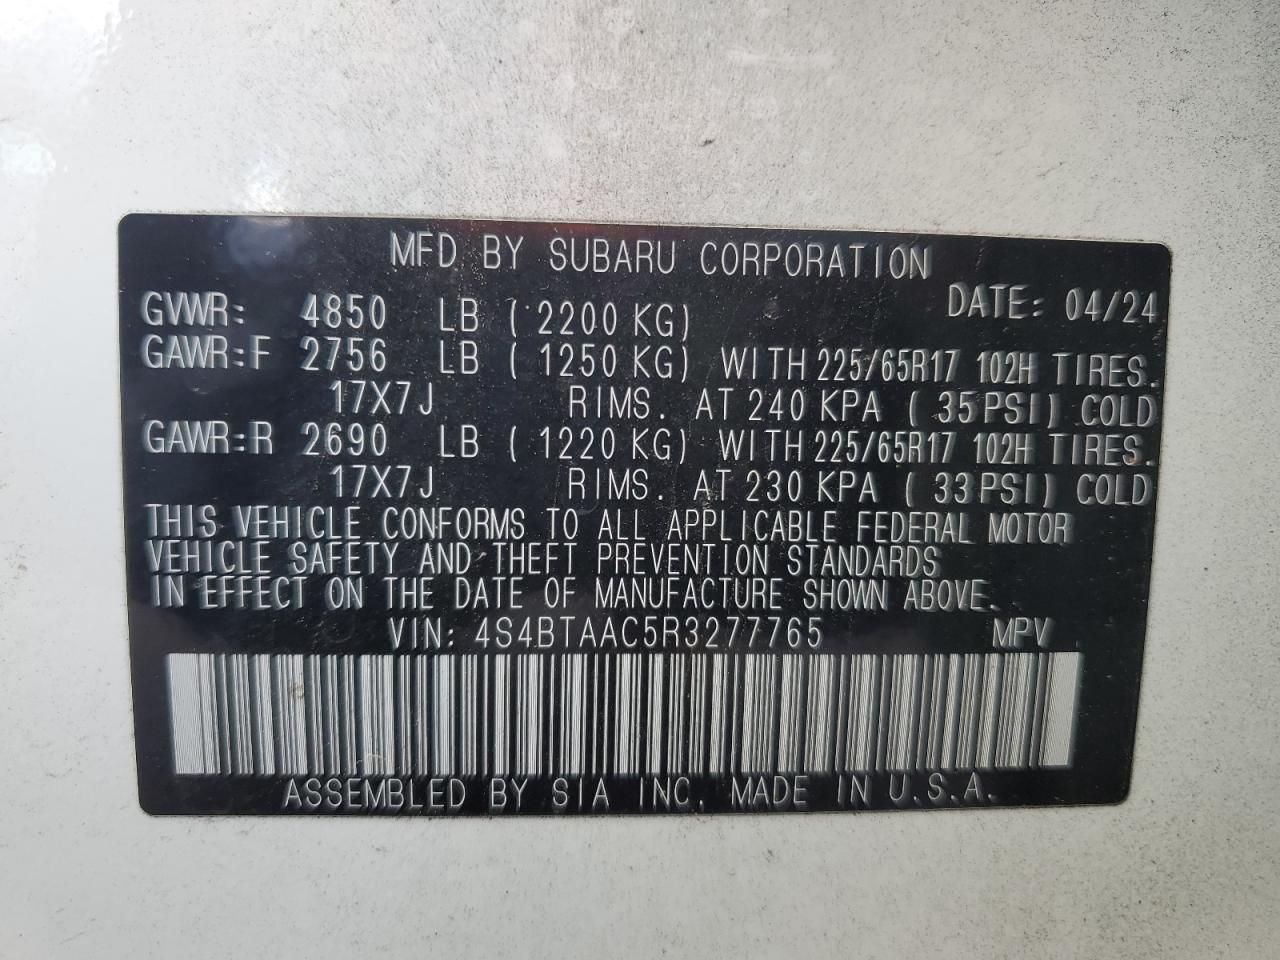 MFD BY SUBARU CORPORATION
GVWR: 4850 LB (2200 KG) DATE: 04/24
GAWR:F 2756 LB (1250 KG) WITH 225/65R17 102H TIRES.
17X7J RIMS. AT 240 KPA (35PSI) COLD
GAWR:R 2690 LB (1220 KG) WITH 225/65R17 102H TIRES.
17X7J RIMS. AT 230 KPA (33PSI) COLD
THIS VEHICLE CONFORMS TO ALL APPLICABLE FEDERAL MOTOR
VEHICLE SAFETY AND THEFT PREVENTION STANDARDS
IN EFFECT ON THE DATE OF MANUFACTURE SHOWN ABOVE.
VIN: 4S4BTAAC5R3277765 MPV
ASSEMBLED BY SIA INC. MADE IN U.S.A.